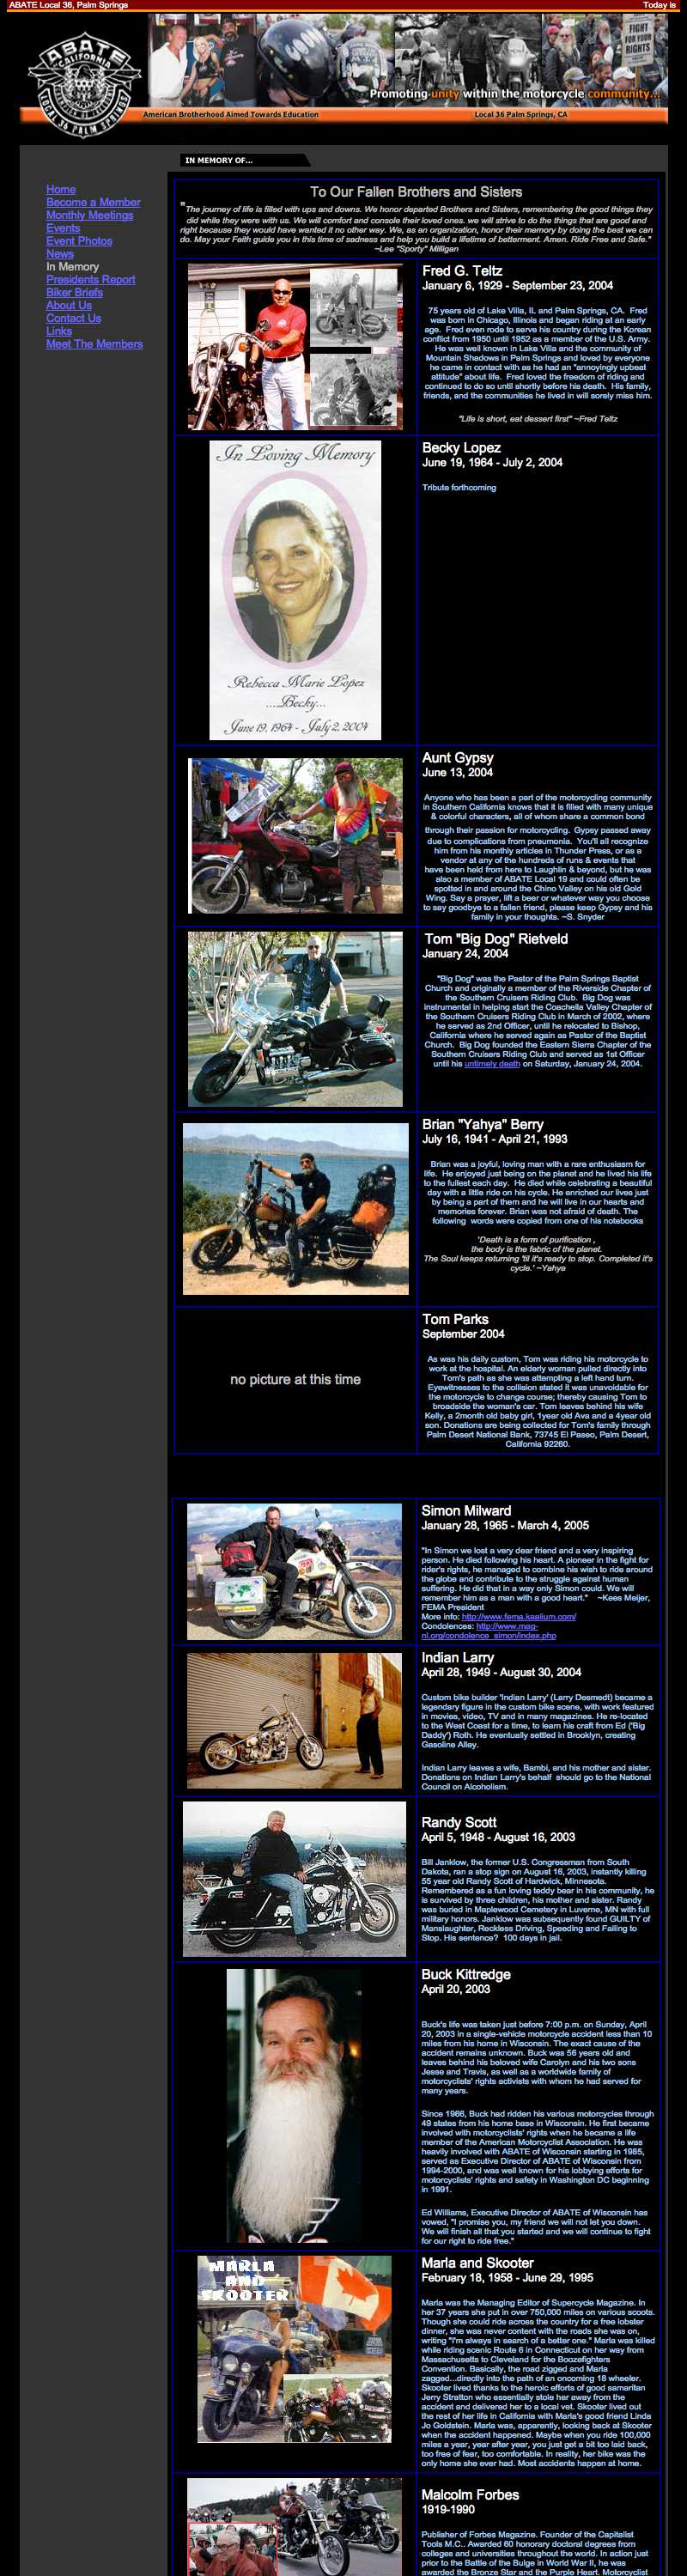 ABATE Local 36, Palm Springs
Today is
ABATE
CALIFORNIA
LOCAL 36 PALM SPRINGS
FIGHT FOR YOUR RIGHTS
Promoting unity within the motorcycle community...
American Brotherhood Aimed Towards Education
Local 36 Palm Springs, CA
IN MEMORY OF...
Home
Become a Member
Monthly Meetings
Events
Event Photos
News
In Memory
Presidents Report
Biker Briefs
About Us
Contact Us
Links
Meet The Members
To Our Fallen Brothers and Sisters
"The journey of life is filled with ups and downs. We honor departed Brothers and Sisters, remembering the good things they
did while they were with us. We will comfort and console their loved ones. we will strive to do the things that are good and
right because they would have wanted it no other way. We, as an organization, honor their memory by doing the best we can
do. May your Faith guide you in this time of sadness and help you build a lifetime of betterment. Amen. Ride Free and Safe."
~Lee "Sporty" Milligan
Fred G. Teltz
January 6, 1929 - September 23, 2004
75 years old of Lake Villa, IL and Palm Springs, CA. Fred
was born in Chicago, Illinois and began riding at an early
age. Fred even rode to serve his country during the Korean
conflict from 1950 until 1952 as a member of the U.S. Army.
He was well known in Lake Villa and the community of
Mountain Shadows in Palm Springs and loved by everyone
he came in contact with as he had an "annoyingly upbeat
attitude" about life. Fred loved the freedom of riding and
continued to do so until shortly before his death. His family,
friends, and the communities he lived in will sorely miss him.
"Life is short, eat dessert first" ~Fred Teltz
In Loving Memory
Rebecca Marie Lopez
....Becky...
June 19, 1964 - July 2, 2004
Becky Lopez
June 19, 1964 - July 2, 2004
Tribute forthcoming
Aunt Gypsy
June 13, 2004
Anyone who has been a part of the motorcycling community
in Southern California knows that it is filled with many unique
& colorful characters, all of whom share a common bond
through their passion for motorcycling. Gypsy passed away
due to complications from pneumonia. You'll all recognize
him from his monthly articles in Thunder Press, or as a
vendor at any of the hundreds of runs & events that
have been held from here to Laughlin & beyond, but he was
also a member of ABATE Local 19 and could often be
spotted in and around the Chino Valley on his old Gold
Wing. Say a prayer, lift a beer or whatever way you choose
to say goodbye to a fallen friend, please keep Gypsy and his
family in your thoughts. ~S. Snyder
Tom "Big Dog" Rietveld
January 24, 2004
"Big Dog" was the Pastor of the Palm Springs Baptist
Church and originally a member of the Riverside Chapter of
the Southern Cruisers Riding Club. Big Dog was
instrumental in helping start the Coachella Valley Chapter of
the Southern Cruisers Riding Club in March of 2002, where
he served as 2nd Officer, until he relocated to Bishop,
California where he served again as Pastor of the Baptist
Church. Big Dog founded the Eastern Sierra Chapter of the
Southern Cruisers Riding Club and served as 1st Officer
until his untimely death on Saturday, January 24, 2004.
Brian "Yahya" Berry
July 16, 1941 - April 21, 1993
Brian was a joyful, loving man with a rare enthusiasm for
life. He enjoyed just being on the planet and he lived his life
to the fullest each day. He died while celebrating a beautiful
day with a little ride on his cycle. He enriched our lives just
by being a part of them and he will live in our hearts and
memories forever. Brian was not afraid of death. The
following words were copied from one of his notebooks
'Death is a form of purification ,
the body is the fabric of the planet.
The Soul keeps returning 'til it's ready to stop. Completed it's
cycle.' ~Yahya
no picture at this time
Tom Parks
September 2004
As was his daily custom, Tom was riding his motorcycle to
work at the hospital. An elderly woman pulled directly into
Tom's path as she was attempting a left hand turn.
Eyewitnesses to the collision stated it was unavoidable for
the motorcycle to change course; thereby causing Tom to
broadside the woman's car. Tom leaves behind his wife
Kelly, a 2month old baby girl, 1year old Ava and a 4year old
son. Donations are being collected for Tom's family through
Palm Desert National Bank, 73745 El Paseo, Palm Desert,
California 92260.
Simon Milward
January 28, 1965 - March 4, 2005
"In Simon we lost a very dear friend and a very inspiring
person. He died following his heart. A pioneer in the fight for
rider's rights, he managed to combine his wish to ride around
the globe and contribute to the struggle against human
suffering. He did that in a way only Simon could. We will
remember him as a man with a good heart." ~Kees Meijer,
FEMA President
More info: http://www.fema.kaalium.com/
Condolences: http://www.mag-
nl.org/condolence_simon/index.php
Indian Larry
April 28, 1949 - August 30, 2004
Custom bike builder 'Indian Larry' (Larry Desmedt) became a
legendary figure in the custom bike scene, with work featured
in movies, video, TV and in many magazines. He re-located
to the West Coast for a time, to learn his craft from Ed ('Big
Daddy') Roth. He eventually settled in Brooklyn, creating
Gasoline Alley.
Indian Larry leaves a wife, Bambi, and his mother and sister.
Donations on Indian Larry's behalf should go to the National
Council on Alcoholism.
Randy Scott
April 5, 1948 - August 16, 2003
Bill Janklow, the former U.S. Congressman from South
Dakota, ran a stop sign on August 16, 2003, instantly killing
55 year old Randy Scott of Hardwick, Minnesota.
Remembered as a fun loving teddy bear in his community, he
is survived by three children, his mother and sister. Randy
was buried in Maplewood Cemetery in Luverne, MN with full
military honors. Janklow was subsequently found GUILTY of
Manslaughter, Reckless Driving, Speeding and Failing to
Stop. His sentence? 100 days in jail.
Buck Kittredge
April 20, 2003
Buck's life was taken just before 7:00 p.m. on Sunday, April
20, 2003 in a single-vehicle motorcycle accident less than 10
miles from his home in Wisconsin. The exact cause of the
accident remains unknown. Buck was 56 years old and
leaves behind his beloved wife Carolyn and his two sons
Jesse and Travis, as well as a worldwide family of
motorcyclists' rights activists with whom he had served for
many years.
Since 1966, Buck had ridden his various motorcycles through
49 states from his home base in Wisconsin. He first became
involved with motorcyclists' rights when he became a life
member of the American Motorcyclist Association. He was
heavily involved with ABATE of Wisconsin starting in 1985,
served as Executive Director of ABATE of Wisconsin from
1994-2000, and was well known for his lobbying efforts for
motorcyclists' rights and safety in Washington DC beginning
in 1991.
Ed Williams, Executive Director of ABATE of Wisconsin has
vowed, "I promise you, my friend we will not let you down.
We will finish all that you started and we will continue to fight
for our right to ride free."
MARLA
AND
SKOOTER
Marla and Skooter
February 18, 1958 - June 29, 1995
Marla was the Managing Editor of Supercycle Magazine. In
her 37 years she put in over 750,000 miles on various scoots.
Though she could ride across the country for a free lobster
dinner, she was never content with the roads she was on,
writing "I'm always in search of a better one." Marla was killed
while riding scenic Route 6 in Connecticut on her way from
Massachusetts to Cleveland for the Boozefighters
Convention. Basically, the road zigged and Marla
zagged...directly into the path of an oncoming 18 wheeler.
Skooter lived thanks to the heroic efforts of good samaritan
Jerry Stratton who essentially stole her away from the
accident and delivered her to a local vet. Skooter lived out
the rest of her life in California with Marla's good friend Linda
Jo Goldstein. Marla was, apparently, looking back at Skooter
when the accident happened. Maybe when you ride 100,000
miles a year, year after year, you just get a bit too laid back,
too free of fear, too comfortable. In reality, her bike was the
only home she ever had. Most accidents happen at home.
Malcolm Forbes
1919-1990
Publisher of Forbes Magazine. Founder of the Capitalist
Tools M.C.. Awarded 60 honorary doctoral degrees from
colleges and universities throughout the world. In action just
prior to the Battle of the Bulge in World War II, he was
awarded the Bronze Star and the Purple Heart. Motorcyclist